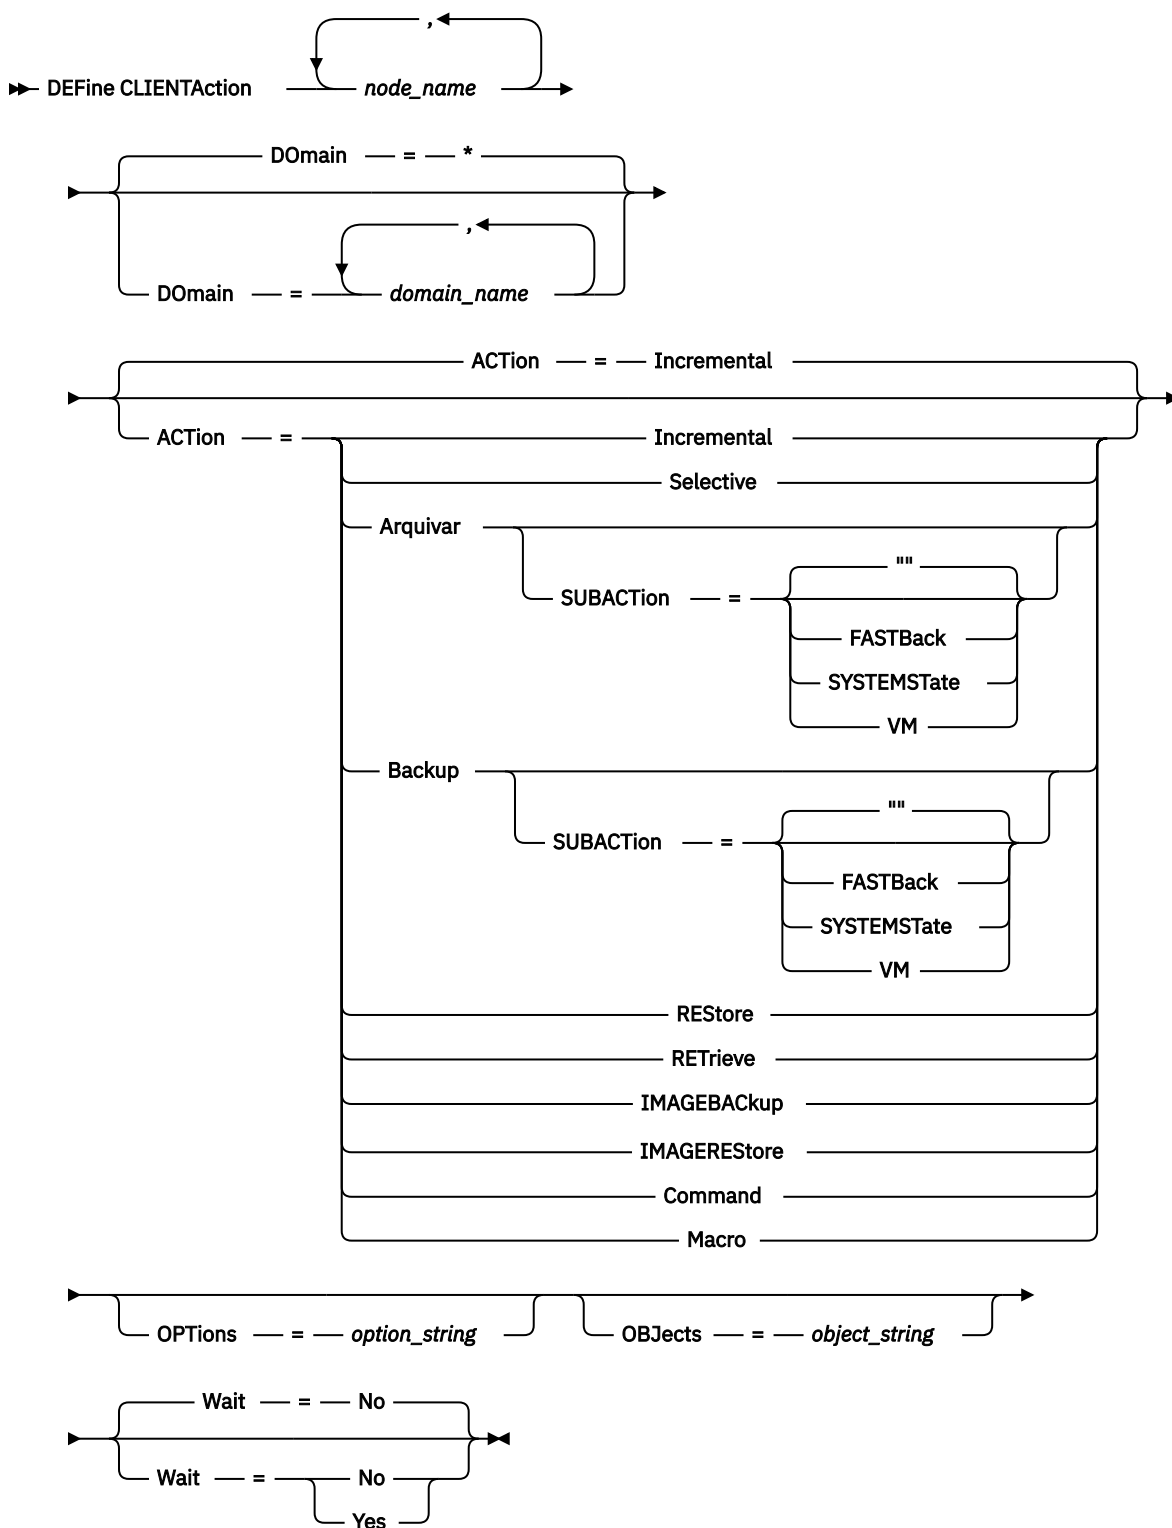 ,
DEFine CLIENTAction node_name
DOmain = *
,
DOmain = domain_name
ACTion = Incremental
ACTion = Incremental
Selective
Arquivar
""
SUBACTion =
FASTBack
SYSTEMSTate
VM
Backup
""
SUBACTion =
FASTBack
SYSTEMSTate
VM
REStore
RETrieve
IMAGEBACkup
IMAGEREStore
Command
Macro
OPTions = option_string OBJects = object_string
Wait = No
Wait = No
Yes